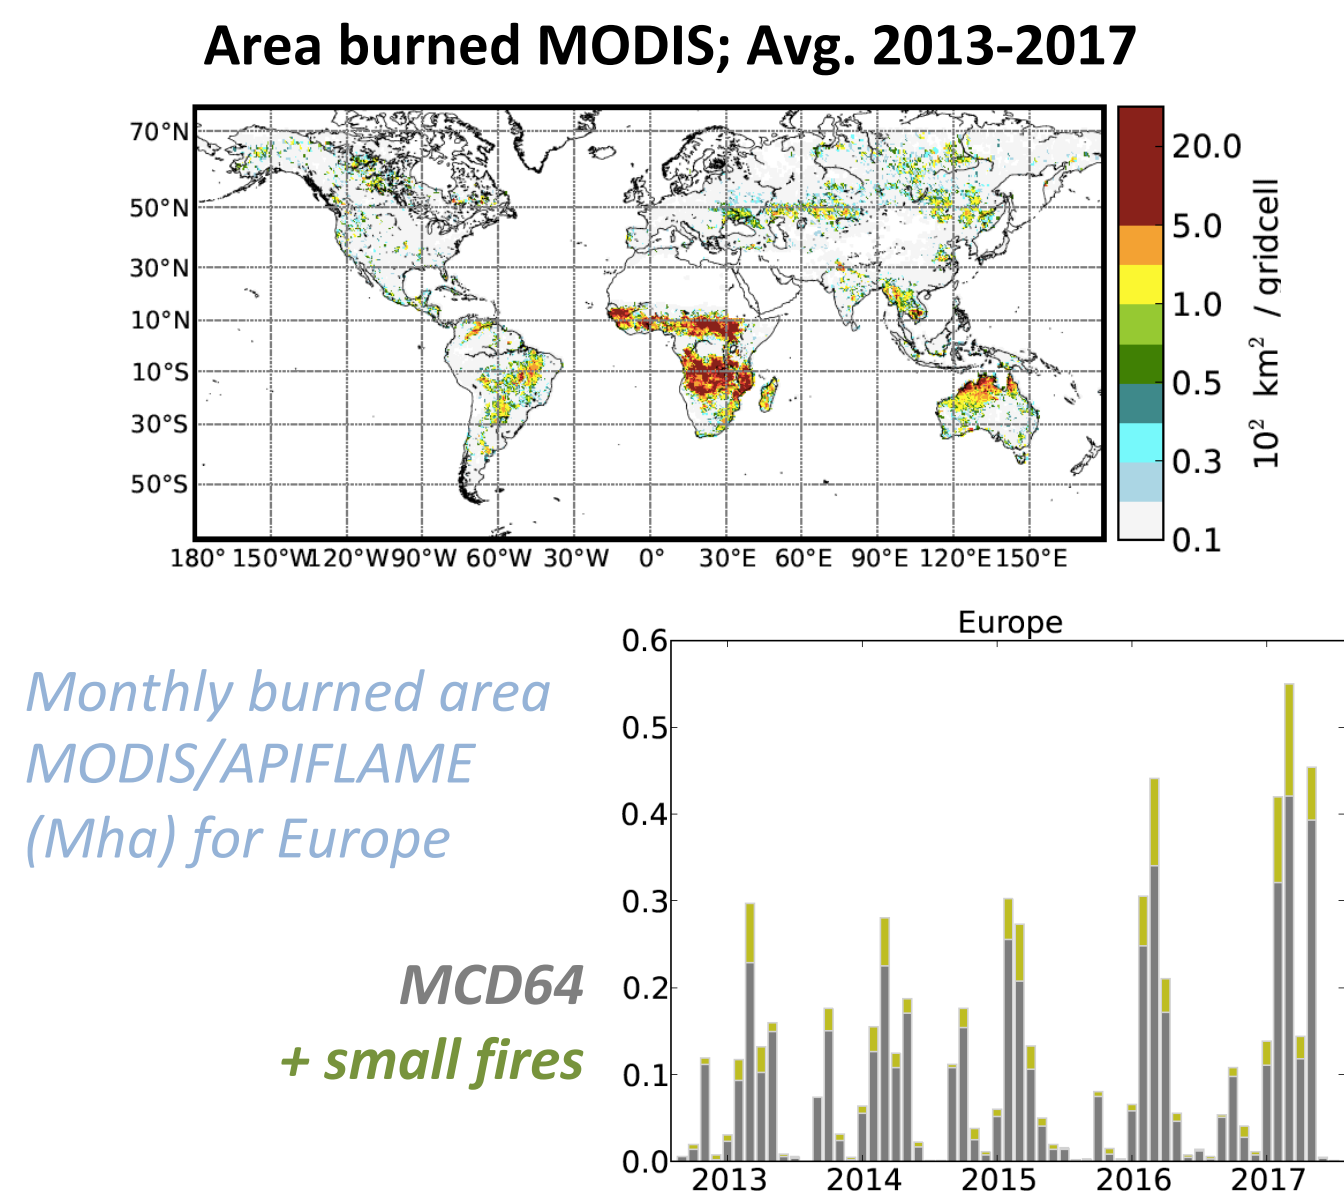 Area burned MODIS; Avg. 2013-2017
70°N
50°N
30°N
10°N
10°S
30°S
50°S
180° 150°W 120°W 90°W 60°W 30°W 0° 30°E 60°E 90°E 120°E 150°E
20.0
5.0
1.0
0.5
0.3
0.1
10² km² / gridcell
Monthly burned area
MODIS/APIFLAME
(Mha) for Europe
MCD64
+ small fires
Europe
0.6
0.5
0.4
0.3
0.2
0.1
0.0
2013 2014 2015 2016 2017